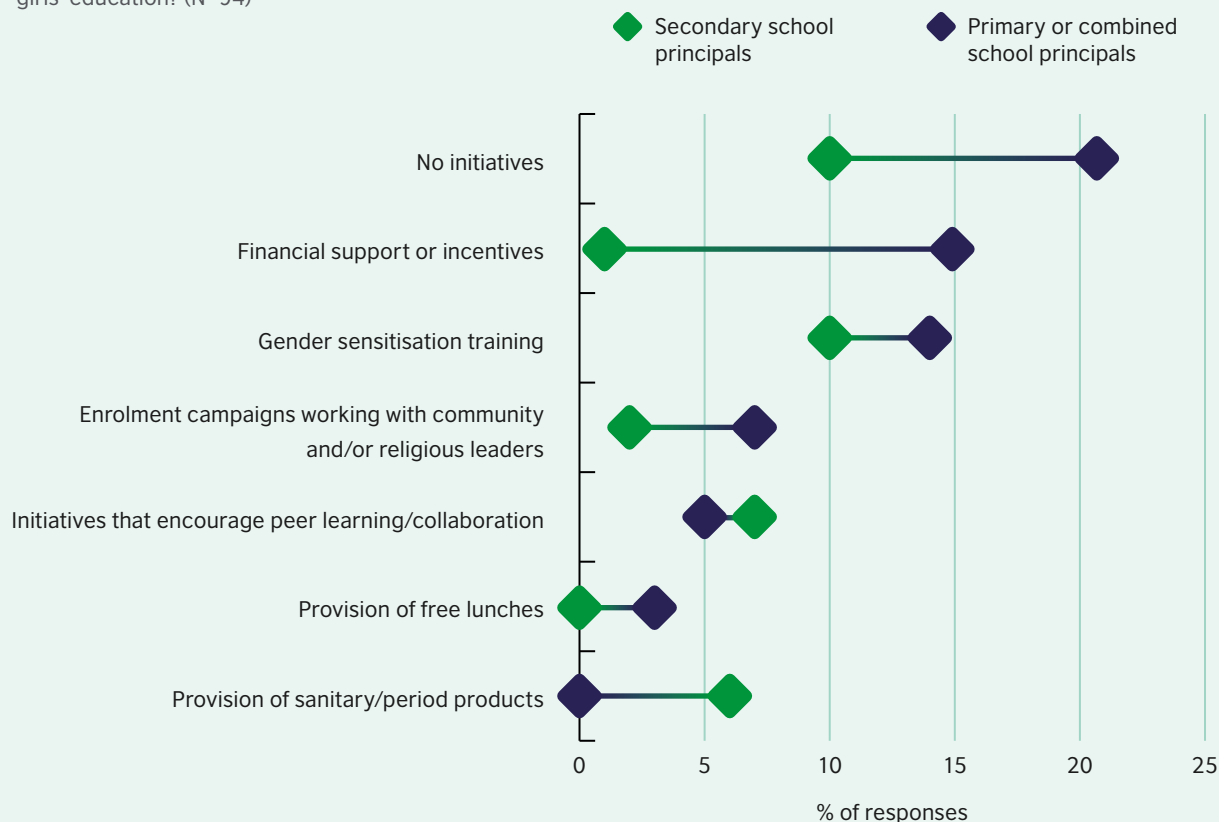 Secondary school
principals
Primary or combined
school principals
No initiatives
Financial support or incentives
Gender sensitisation training
Enrolment campaigns working with community
and/or religious leaders
Initiatives that encourage peer learning/collaboration
Provision of free lunches
Provision of sanitary/period products
0 5 10 15 20 25
% of responses